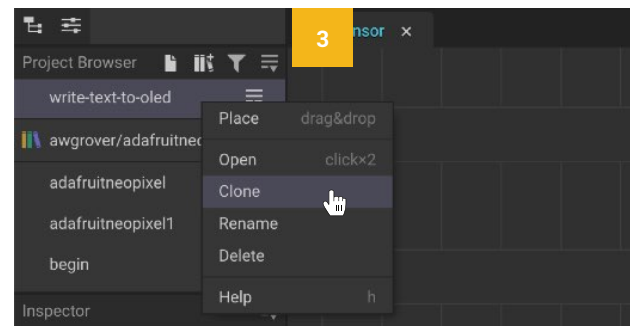 3
nsor ×
Project Browser
write-text-to-oled
Place drag&drop
awgrover/adafruitneo
Open click×2
adafruitneopixel
Clone
adafruitneopixel1
Rename
begin
Delete
Help h
Inspector